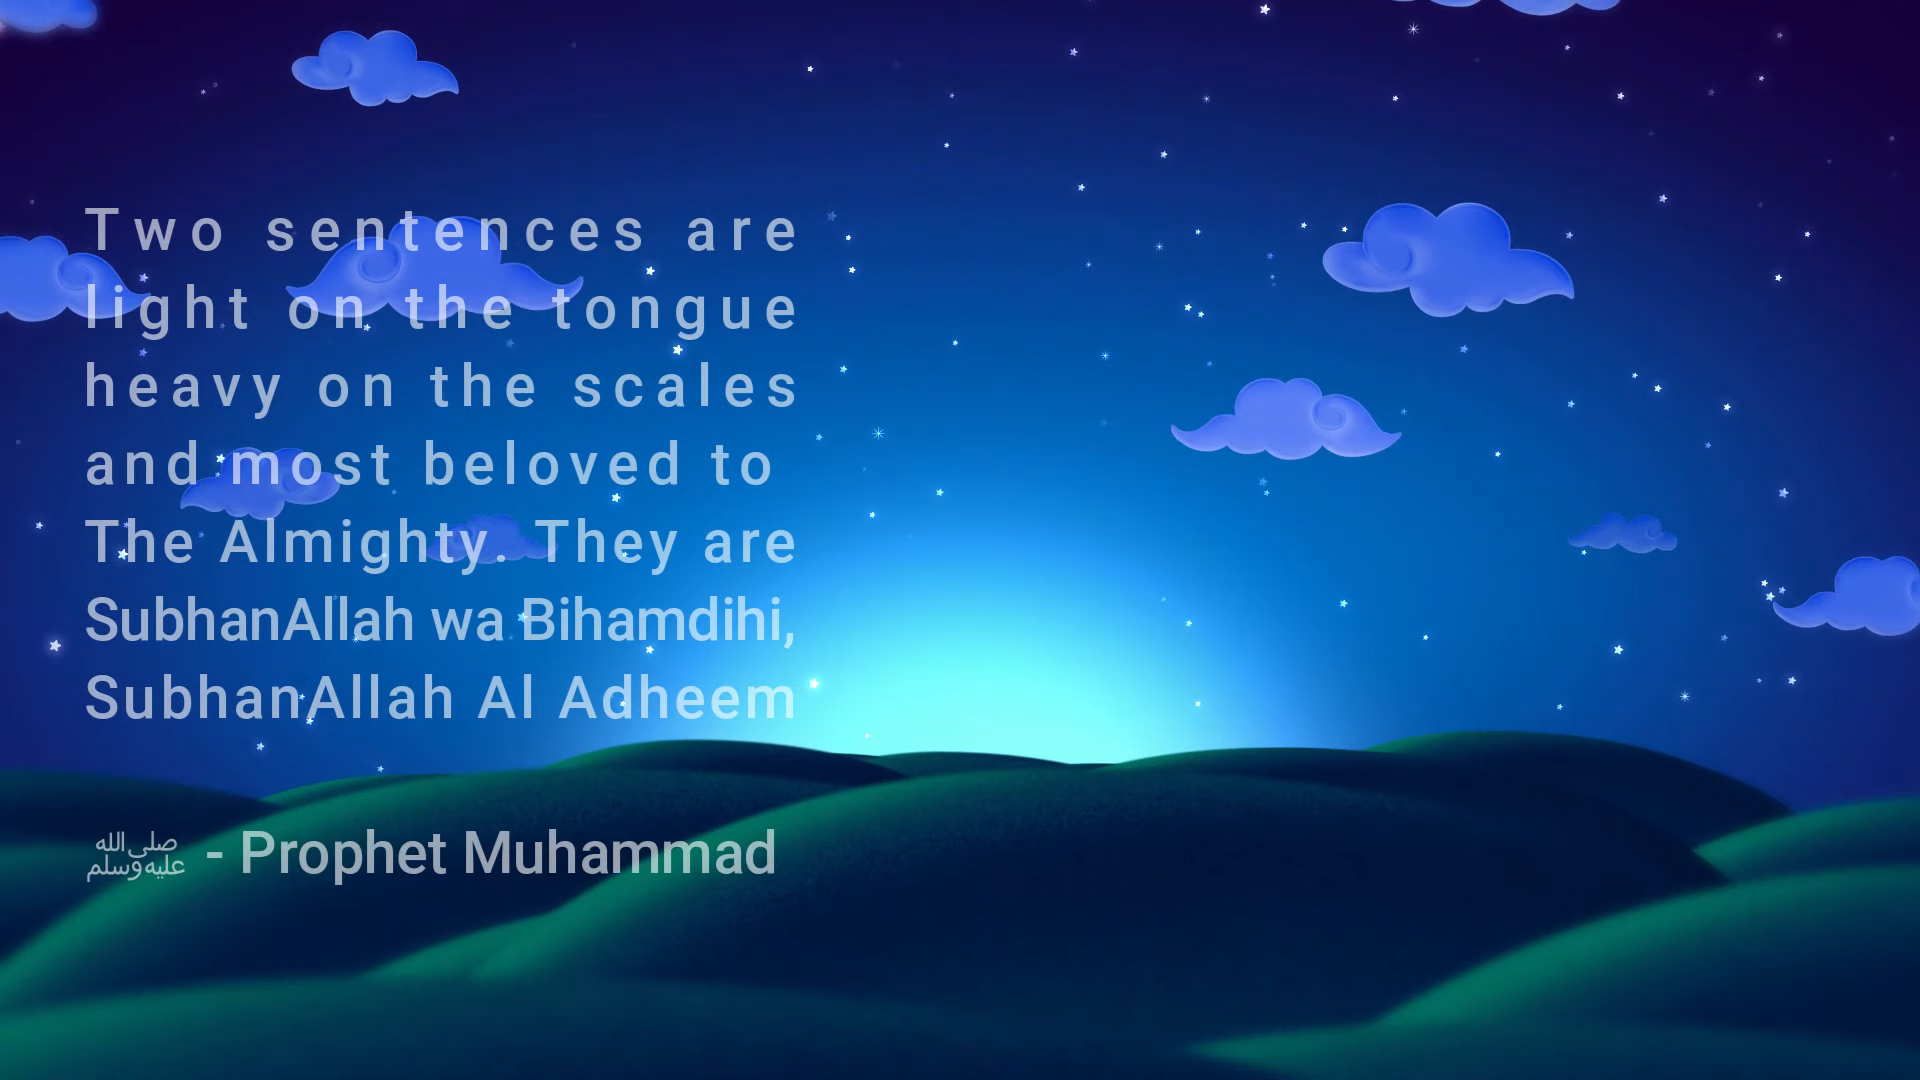 Two sentences are
light on the tongue
heavy on the scales
and most beloved to
The Almighty. They are
SubhanAllah wa Bihamdihi,
SubhanAllah Al Adheem
ﷺ - Prophet Muhammad